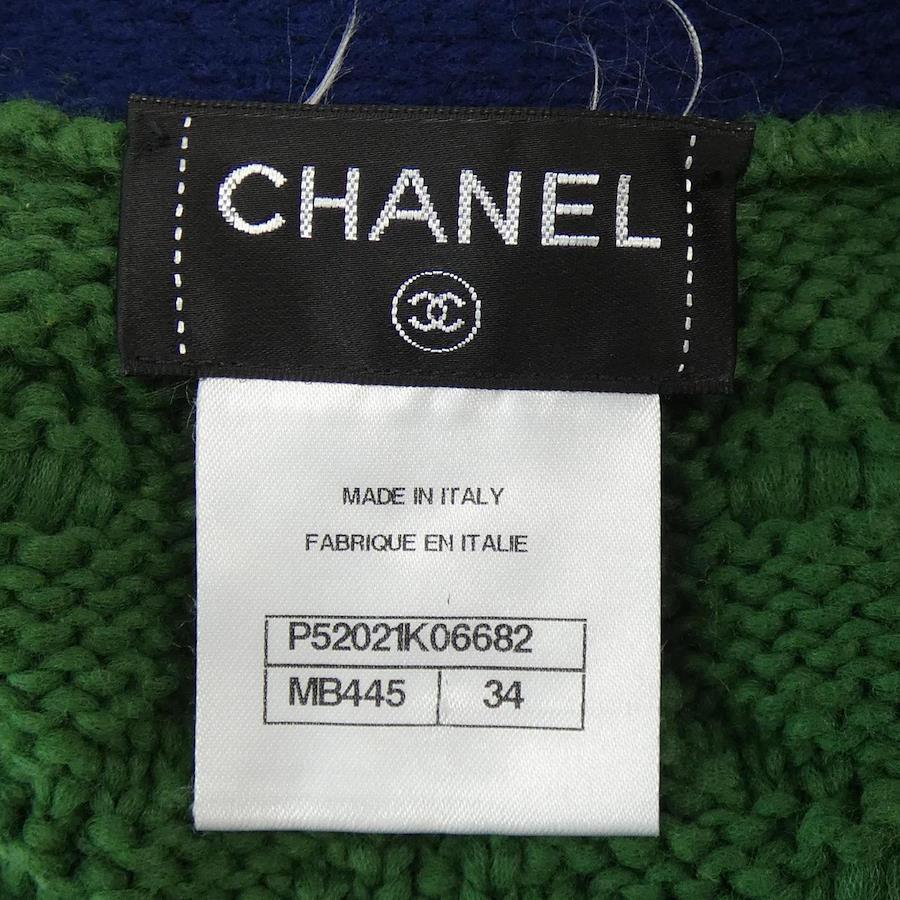 CHANEL
MADE IN ITALY
FABRIQUE EN ITALIE
P52021K06682
MB445 34